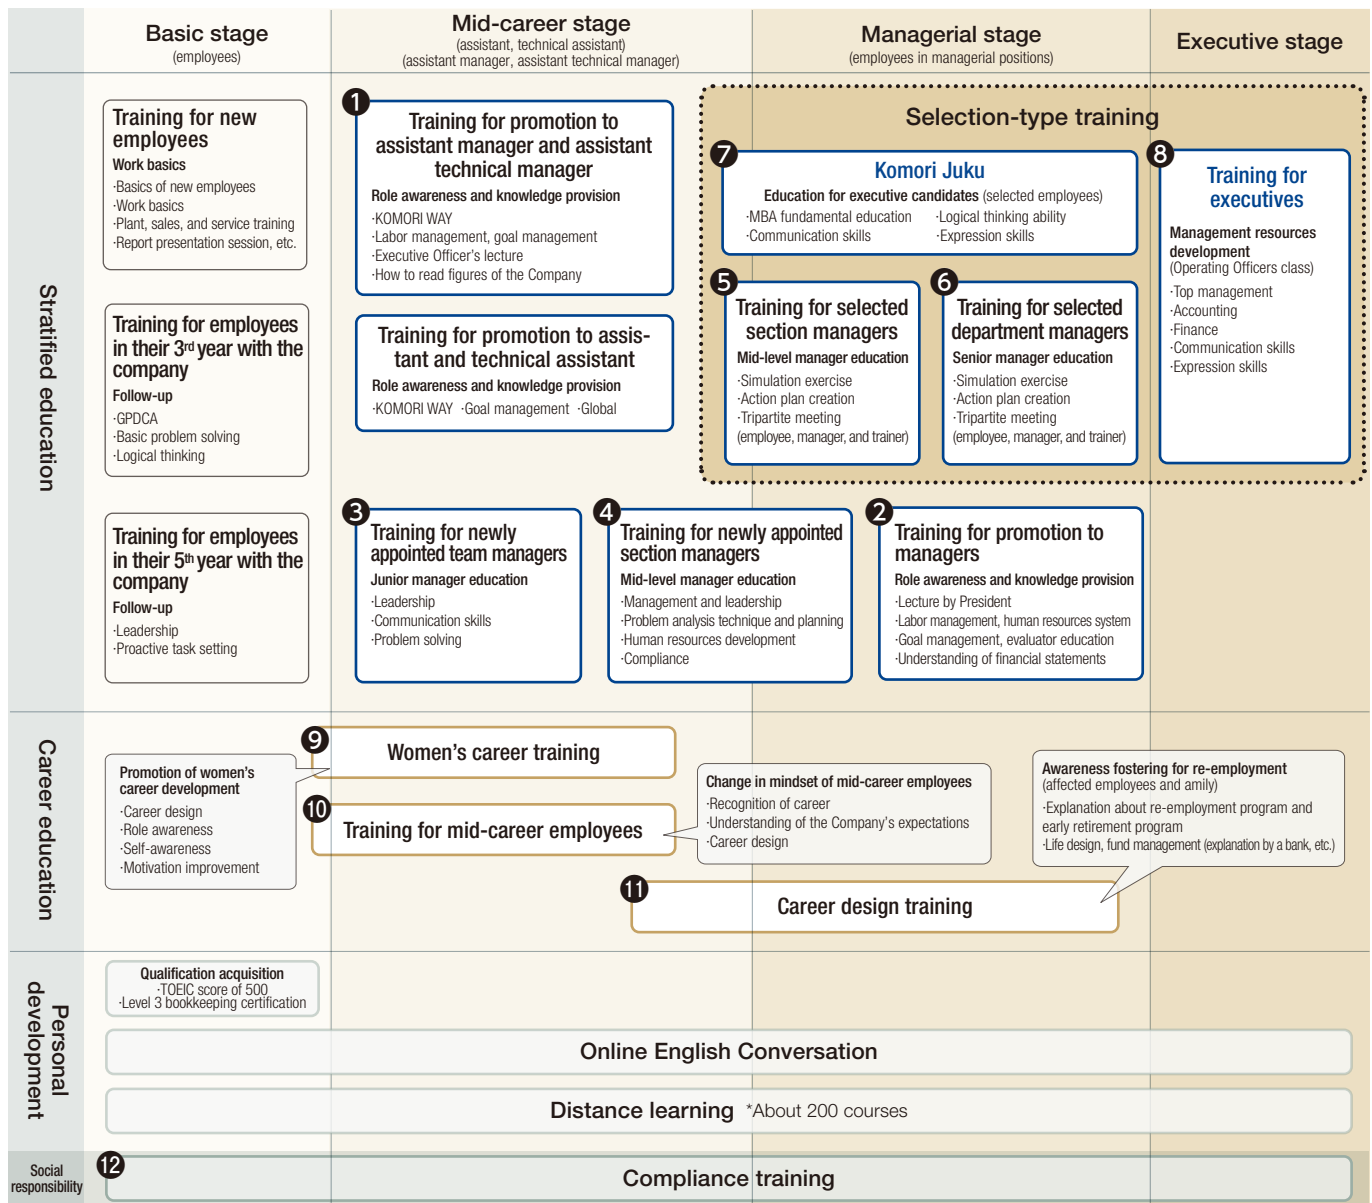 Basic stage
(employees)
Mid-career stage
(assistant, technical assistant)
(assistant manager, assistant technical manager)
Managerial stage
(employees in managerial positions)
Executive stage
Stratified education
Training for new
employees
Work basics
·Basics of new employees
·Work basics
·Plant, sales, and service training
·Report presentation session, etc.
Training for employees
in their 3rd year with the
company
Follow-up
·GPDCA
·Basic problem solving
·Logical thinking
Training for employees
in their 5th year with the
company
Follow-up
·Leadership
·Proactive task setting
1
Training for promotion to
assistant manager and assistant
technical manager
Role awareness and knowledge provision
·KOMORI WAY
·Labor management, goal management
·Executive Officer's lecture
·How to read figures of the Company
Training for promotion to assis-
tant and technical assistant
Role awareness and knowledge provision
·KOMORI WAY ·Goal management ·Global
Selection-type training
7
Komori Juku
Education for executive candidates (selected employees)
·MBA fundamental education ·Logical thinking ability
·Communication skills ·Expression skills
5
Training for selected
section managers
Mid-level manager education
·Simulation exercise
·Action plan creation
·Tripartite meeting
(employee, manager, and trainer)
6
Training for selected
department managers
Senior manager education
·Simulation exercise
·Action plan creation
·Tripartite meeting
(employee, manager, and trainer)
8
Training for
executives
Management resources
development
(Operating Officers class)
·Top management
·Accounting
·Finance
·Communication skills
·Expression skills
3
Training for newly
appointed team managers
Junior manager education
·Leadership
·Communication skills
·Problem solving
4
Training for newly appointed
section managers
Mid-level manager education
·Management and leadership
·Problem analysis technique and planning
·Human resources development
·Compliance
2
Training for promotion to
managers
Role awareness and knowledge provision
·Lecture by President
·Labor management, human resources system
·Goal management, evaluator education
·Understanding of financial statements
Career education
9
Women's career training
Promotion of women's
career development
·Career design
·Role awareness
·Self-awareness
·Motivation improvement
10
Training for mid-career employees
Change in mindset of mid-career employees
·Recognition of career
·Understanding of the Company's expectations
·Career design
11
Career design training
Awareness fostering for re-employment
(affected employees and amily)
·Explanation about re-employment program and
early retirement program
·Life design, fund management (explanation by a bank, etc.)
Personal
development
Qualification acquisition
·TOEIC score of 500
·Level 3 bookkeeping certification
Online English Conversation
Distance learning *About 200 courses
Social
responsibility
12
Compliance training